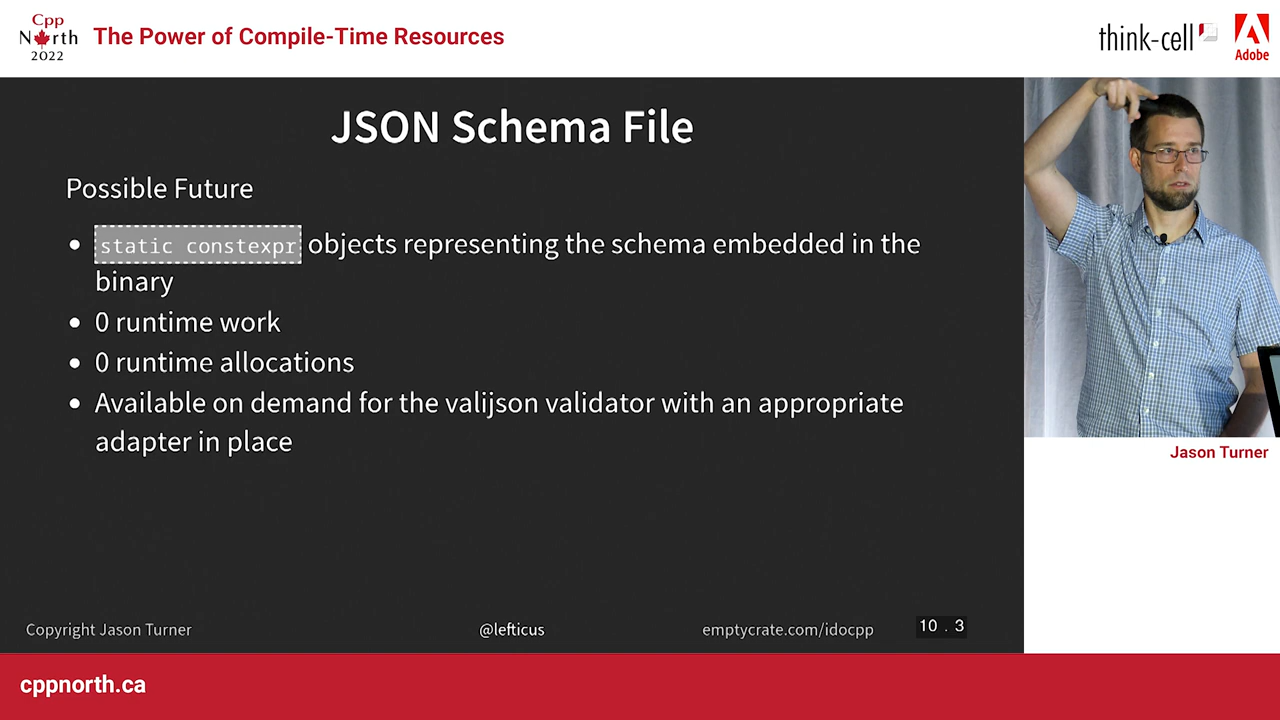 Cpp
North
2022
The Power of Compile-Time Resources
think-cell
Adobe
JSON Schema File
Possible Future
• static constexpr objects representing the schema embedded in the
binary
• 0 runtime work
• 0 runtime allocations
• Available on demand for the valijson validator with an appropriate
adapter in place
Jason Turner
Copyright Jason Turner
@lefticus
emptycrate.com/idocpp
10 . 3
cppnorth.ca